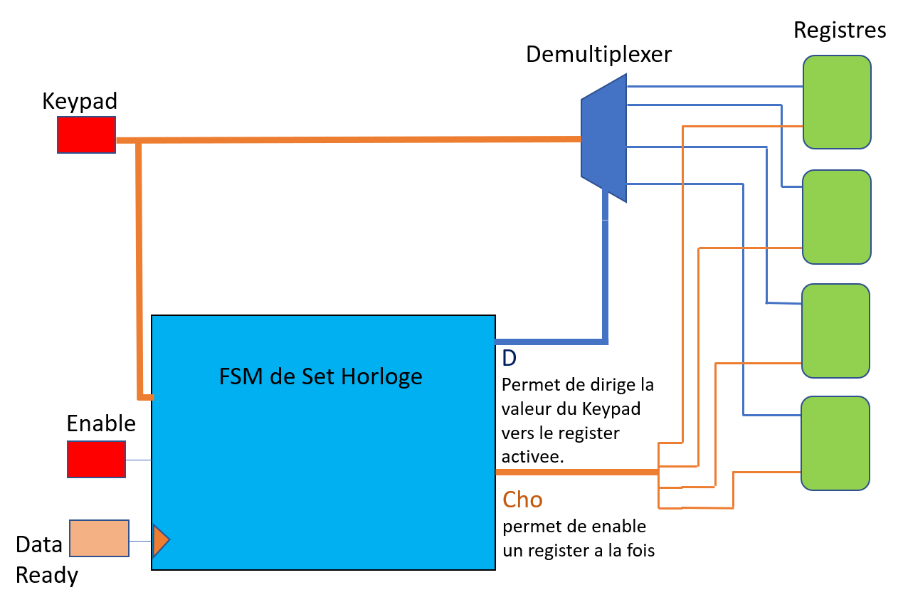 Registres
Demultiplexer
Keypad
FSM de Set Horloge
D
Permet de dirige la
valeur du Keypad
vers le register
activee.
Enable
Cho
permet de enable
un register a la fois
Data
Ready